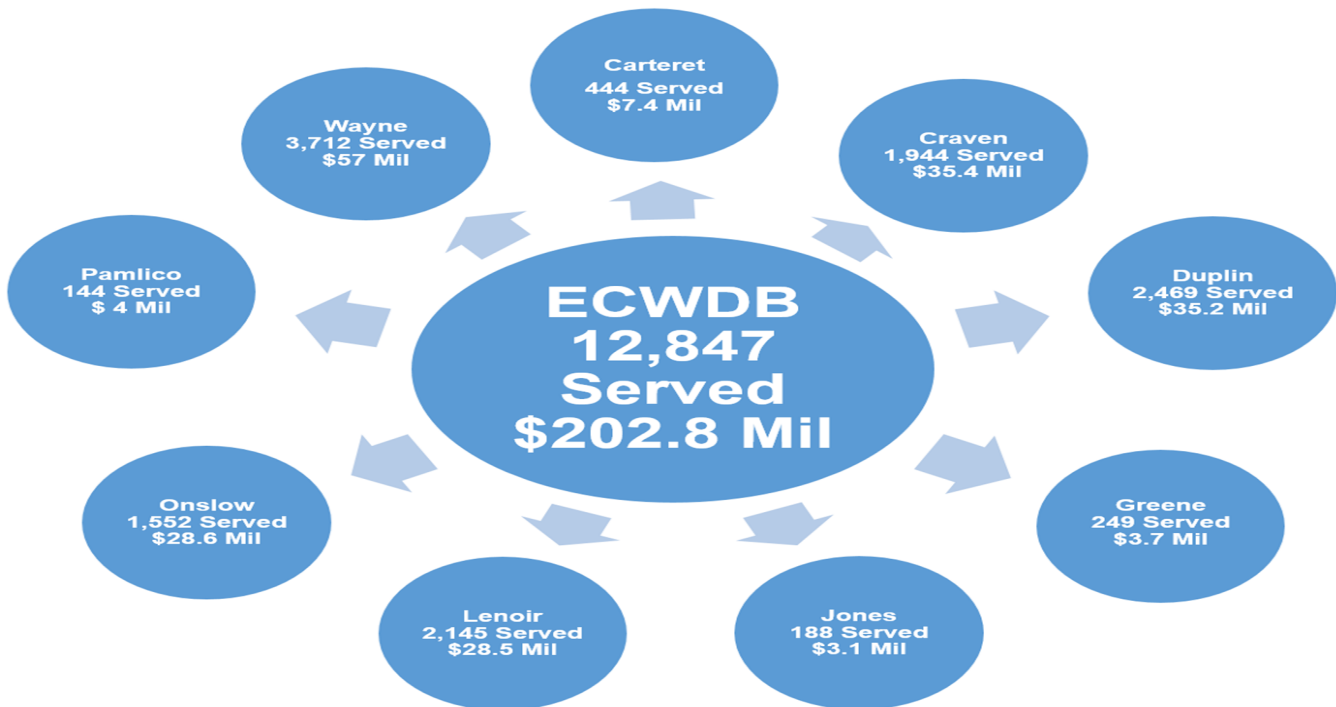 Carteret
444 Served
$7.4 Mil
Craven
1,944 Served
$35.4 Mil
Duplin
2,469 Served
$35.2 Mil
Greene
249 Served
$3.7 Mil
Jones
188 Served
$3.1 Mil
Lenoir
2,145 Served
$28.5 Mil
Onslow
1,552 Served
$28.6 Mil
Pamlico
144 Served
$ 4 Mil
Wayne
3,712 Served
$57 Mil
ECWDB
12,847
Served
$202.8 Mil